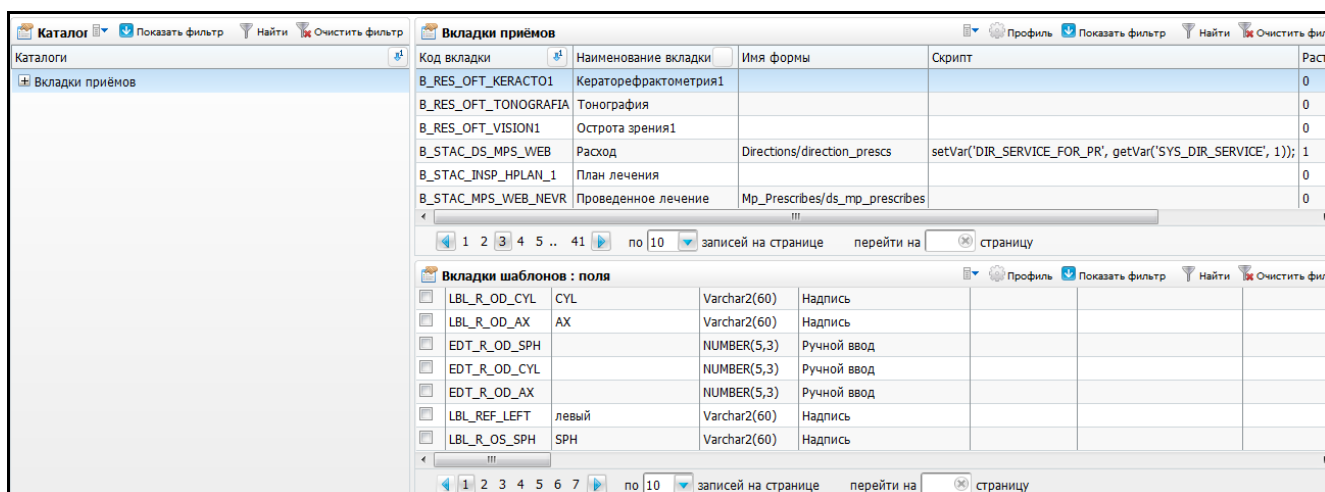 Каталог Показать фильтр Найти Очистить фильтр
Каталоги
Вкладки приёмов
Вкладки приёмов Профиль Показать фильтр Найти Очистить фил
Код вкладки Наименование вкладки Имя формы Скрипт Раст
B_RES_OFT_KERACTO1 Кераторефрактометрия1 0
B_RES_OFT_TONOGRAFIA Тонография 0
B_RES_OFT_VISION1 Острота зрения1 0
B_STAC_DS_MPS_WEB Расход Directions/direction_prescs setVar('DIR_SERVICE_FOR_PR', getVar('SYS_DIR_SERVICE', 1)); 1
B_STAC_INSP_HPLAN_1 План лечения 0
B_STAC_MPS_WEB_NEVR Проведенное лечение Mp_Prescribes/ds_mp_prescribes 0
1 2 3 4 5 .. 41 по 10 записей на странице перейти на страницу
Вкладки шаблонов : поля Профиль Показать фильтр Найти Очистить фил
LBL_R_OD_CYL CYL Varchar2(60) Надпись
LBL_R_OD_AX AX Varchar2(60) Надпись
EDT_R_OD_SPH NUMBER(5,3) Ручной ввод
EDT_R_OD_CYL NUMBER(5,3) Ручной ввод
EDT_R_OD_AX NUMBER(5,3) Ручной ввод
LBL_REF_LEFT левый Varchar2(60) Надпись
LBL_R_OS_SPH SPH Varchar2(60) Надпись
1 2 3 4 5 6 7 по 10 записей на странице перейти на страницу